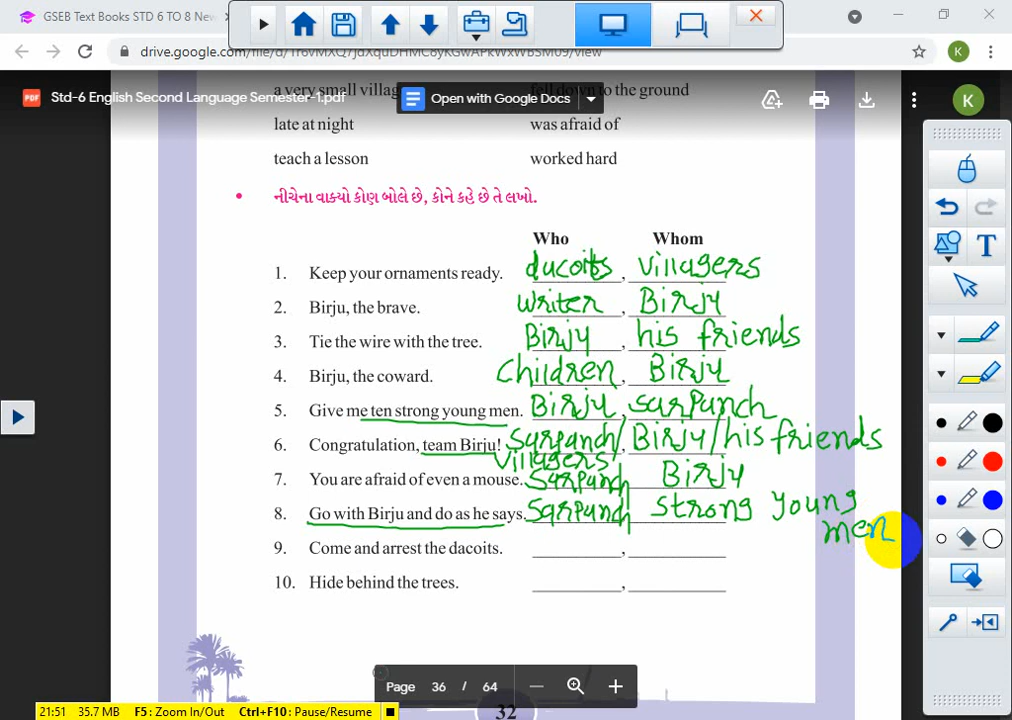 GSEB Text Books STD 6 TO 8 New
drive.google.com/file/d/1r6vMXQ7jdXquDHMC8yKGWAPKWxWBSM09/view
K
Std-6 English Second Language Semester-1.pdf
Open with Google Docs
K
a very small villag fell down to the ground
late at night was afraid of
teach a lesson worked hard
• નીચેના વાક્યો કોણ બોલે છે, કોને કહે છે તે લખો.
Who Whom
1. Keep your ornaments ready. dacoits, villagers
2. Birju, the brave. writer, Birju
3. Tie the wire with the tree. Birju, his friends
4. Birju, the coward. Children, Birju
5. Give me ten strong young men. Birju, sarpanch
6. Congratulation, team Birju! Sarpanch/ Birju/his friends
villagers
7. You are afraid of even a mouse. Sarpanch Birju
8. Go with Birju and do as he says. Sarpanch Strong young
men
9. Come and arrest the dacoits. ,
10. Hide behind the trees. ,
Page 36 / 64
32
21:51 35.7 MB F5: Zoom In/Out Ctrl+F10: Pause/Resume